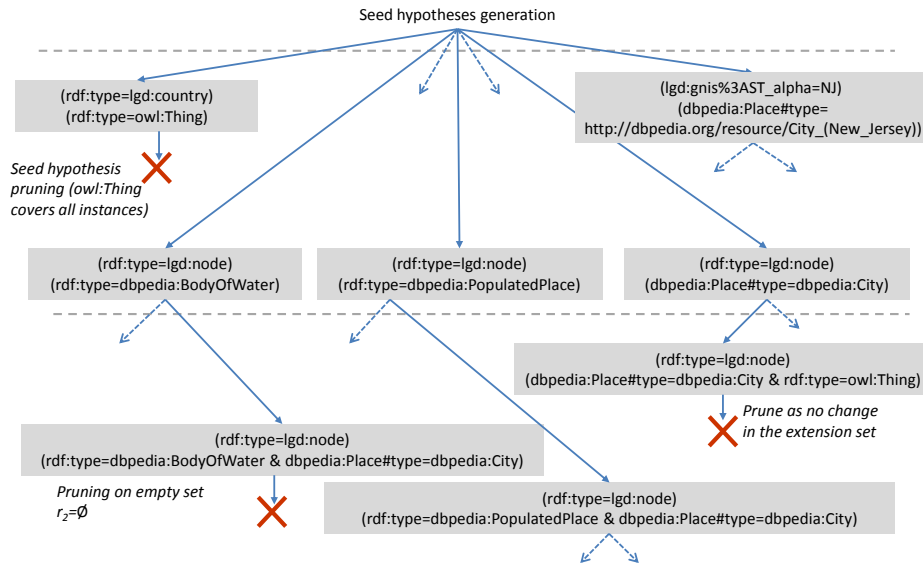 Seed hypotheses generation
(rdf:type=lgd:country)
(rdf:type=owl:Thing)
(lgd:gnis%3AST_alpha=NJ)
(dbpedia:Place#type=
http://dbpedia.org/resource/City_(New_Jersey))
Seed hypothesis
pruning (owl:Thing
covers all instances)
(rdf:type=lgd:node)
(rdf:type=dbpedia:BodyOfWater)
(rdf:type=lgd:node)
(rdf:type=dbpedia:PopulatedPlace)
(rdf:type=lgd:node)
(dbpedia:Place#type=dbpedia:City)
(rdf:type=lgd:node)
(dbpedia:Place#type=dbpedia:City & rdf:type=owl:Thing)
Prune as no change
in the extension set
(rdf:type=lgd:node)
(rdf:type=dbpedia:BodyOfWater & dbpedia:Place#type=dbpedia:City)
Pruning on empty set
r₂=Ø
(rdf:type=lgd:node)
(rdf:type=dbpedia:PopulatedPlace & dbpedia:Place#type=dbpedia:City)